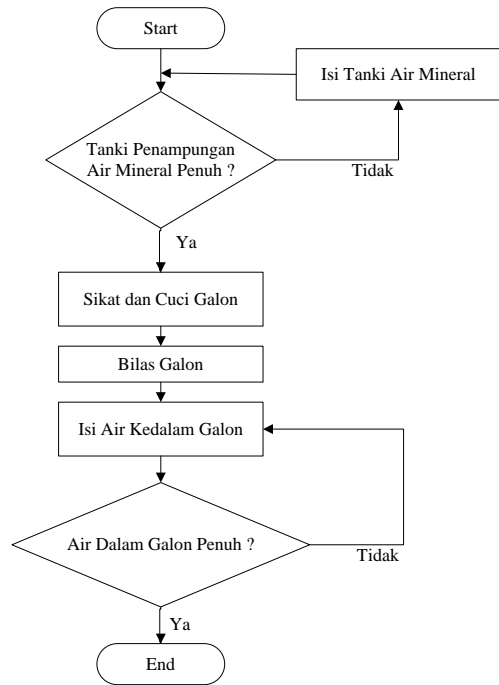 Start
Isi Tanki Air Mineral
Tanki Penampungan
Air Mineral Penuh ?
Tidak
Ya
Sikat dan Cuci Galon
Bilas Galon
Isi Air Kedalam Galon
Air Dalam Galon Penuh ?
Tidak
Ya
End